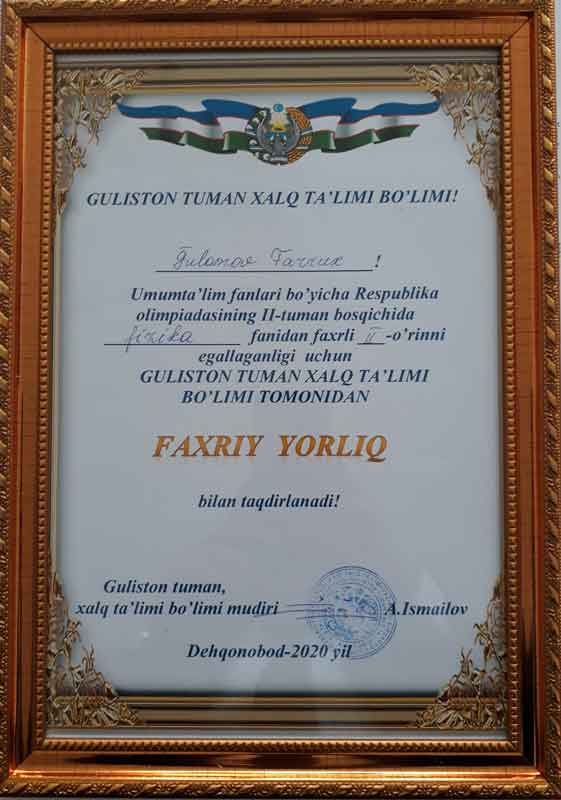 GULISTON TUMAN XALQ TA'LIMI BO'LIMI!
Farrux !
Umumta'lim fanlari bo'yicha Respublika
olimpiadasining II-tuman bosqichida
fizika fanidan faxrli II -o'rinni
egallaganligi uchun
GULISTON TUMAN XALQ TA'LIMI
BO'LIMI TOMONIDAN
FAXRIY YORLIQ
bilan taqdirlanadi!
Guliston tuman,
xalq ta'limi bo'limi mudiri A.Ismailov
Dehqonobod-2020 yil